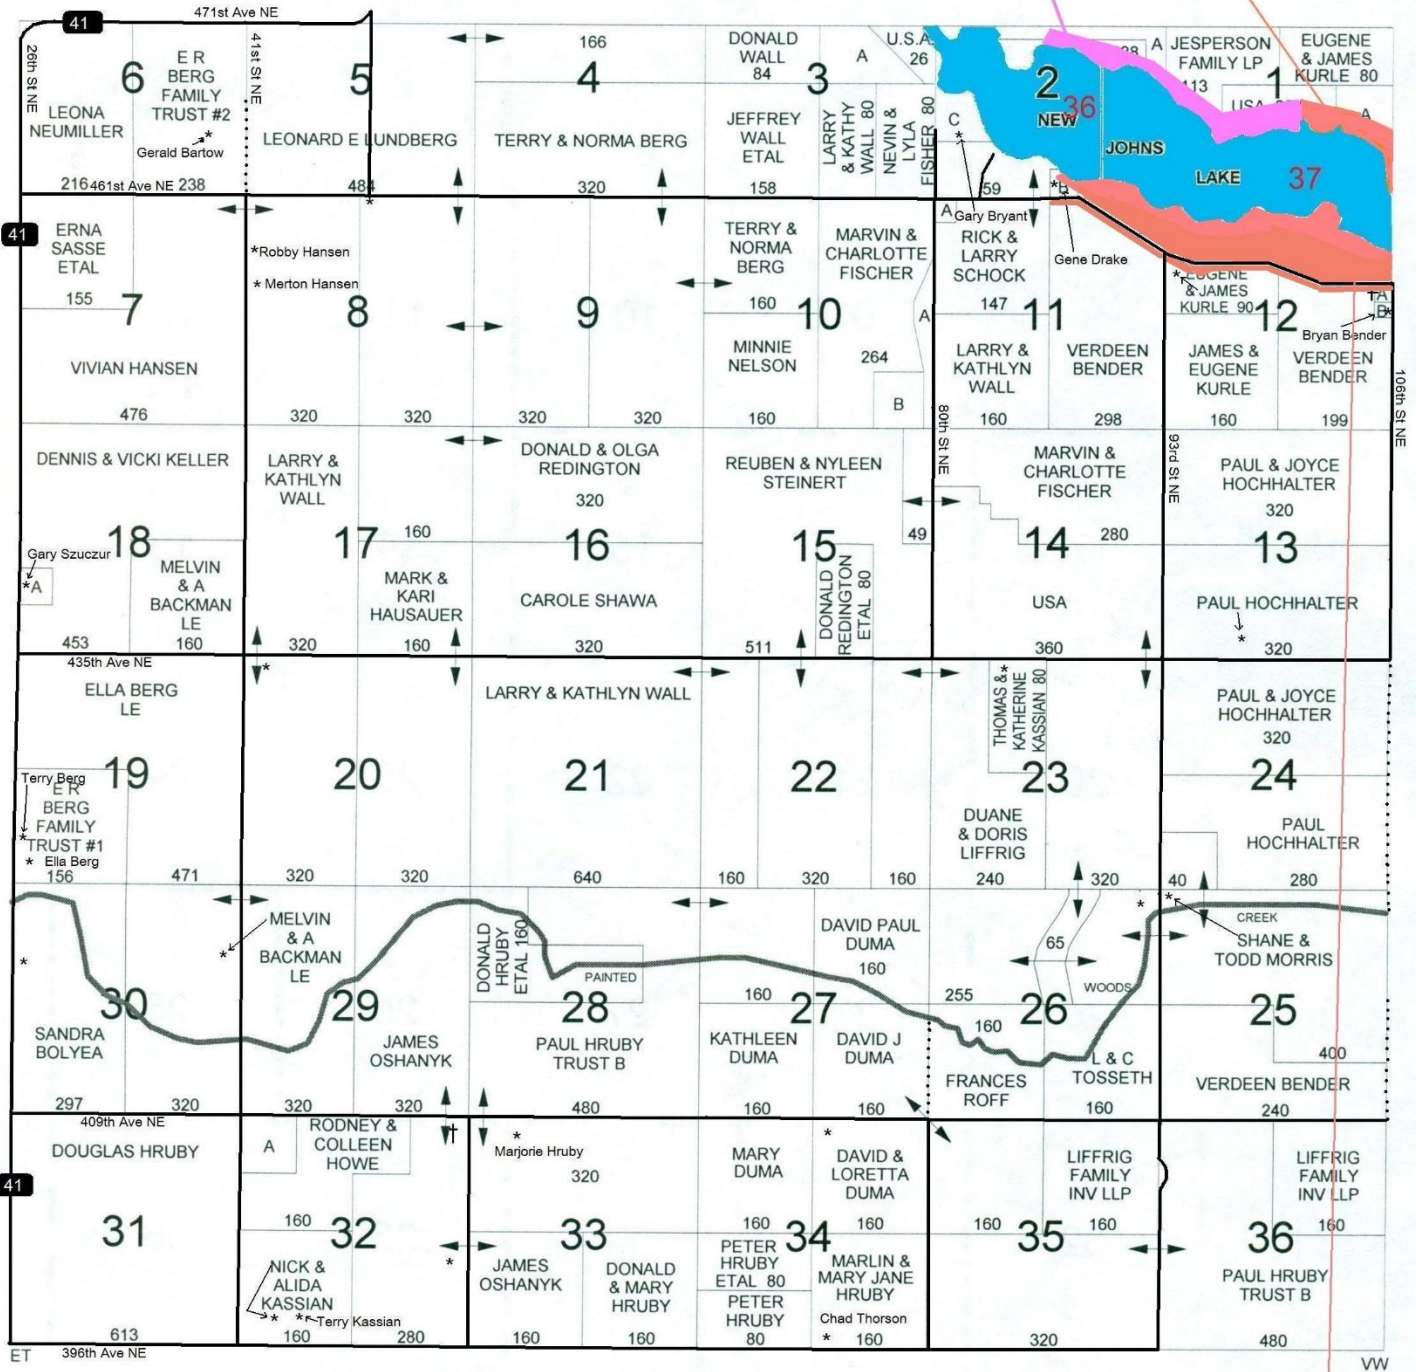 41
471st Ave NE
26th St NE
6
E R
BERG
FAMILY
TRUST #2
LEONA
NEUMILLER
Gerald Bartow
216
461st Ave NE
238
41st St NE
5
LEONARD E LUNDBERG
484
166
4
TERRY & NORMA BERG
320
DONALD
WALL
84
A
3
U.S.A.
26
JEFFREY
WALL
ETAL
158
LARRY
& KATHY
WALL 80
NEVIN &
LYLA
FISHER 80
2
36
NEW
JOHNS
LAKE
37
C
59
Gary Bryant
B
Gene Drake
28
A
JESPERSON
FAMILY LP
113
1
EUGENE
& JAMES
KURLE 80
USA
A
41
ERNA
SASSE
ETAL
155
7
VIVIAN HANSEN
476
Robby Hansen
Merton Hansen
8
320
320
9
320
320
TERRY &
NORMA
BERG
160
MARVIN &
CHARLOTTE
FISCHER
10
A
MINNIE
NELSON
264
B
160
A
RICK &
LARRY
SCHOCK
147
11
LARRY &
KATHLYN
WALL
160
VERDEEN
BENDER
298
EUGENE
& JAMES
KURLE 90
12
A
B
Bryan Bender
JAMES &
EUGENE
KURLE
160
VERDEEN
BENDER
199
106th St NE
80th St NE
93rd St NE
DENNIS & VICKI KELLER
18
Gary Szuczur
A
MELVIN
& A
BACKMAN
LE
453
160
LARRY &
KATHLYN
WALL
17
160
MARK &
KARI
HAUSAUER
320
160
DONALD & OLGA
REDINGTON
320
16
CAROLE SHAWA
320
REUBEN & NYLEEN
STEINERT
15
49
DONALD
REDINGTON
ETAL 80
511
MARVIN &
CHARLOTTE
FISCHER
14
280
USA
360
PAUL & JOYCE
HOCHHALTER
320
13
PAUL HOCHHALTER
320
435th Ave NE
ELLA BERG
LE
19
Terry Berg
E R
BERG
FAMILY
TRUST #1
Ella Berg
156
471
20
320
320
LARRY & KATHLYN WALL
21
640
22
160
320
160
THOMAS &
KATHERINE
KASSIAN 80
23
DUANE
& DORIS
LIFFRIG
240
320
PAUL & JOYCE
HOCHHALTER
320
24
PAUL
HOCHHALTER
40
280
30
SANDRA
BOLYEA
297
320
MELVIN
& A
BACKMAN
LE
29
JAMES
OSHANYK
320
320
DONALD
HRUBY
ETAL 160
PAINTED
28
PAUL HRUBY
TRUST B
480
DAVID PAUL
DUMA
160
160
27
KATHLEEN
DUMA
160
DAVID J
DUMA
160
65
WOODS
255
160
26
FRANCES
ROFF
L & C
TOSSETH
160
CREEK
SHANE &
TODD MORRIS
25
400
VERDEEN BENDER
240
409th Ave NE
DOUGLAS HRUBY
41
31
613
A
RODNEY &
COLLEEN
HOWE
160
32
NICK &
ALIDA
KASSIAN
Terry Kassian
160
280
Marjorie Hruby
320
33
JAMES
OSHANYK
160
DONALD
& MARY
HRUBY
160
MARY
DUMA
160
DAVID &
LORETTA
DUMA
160
34
PETER
HRUBY
ETAL 80
PETER
HRUBY
80
MARLIN &
MARY JANE
HRUBY
Chad Thorson
160
LIFFRIG
FAMILY
INV LLP
160
160
35
320
LIFFRIG
FAMILY
INV LLP
160
36
PAUL HRUBY
TRUST B
480
ET
396th Ave NE
VW